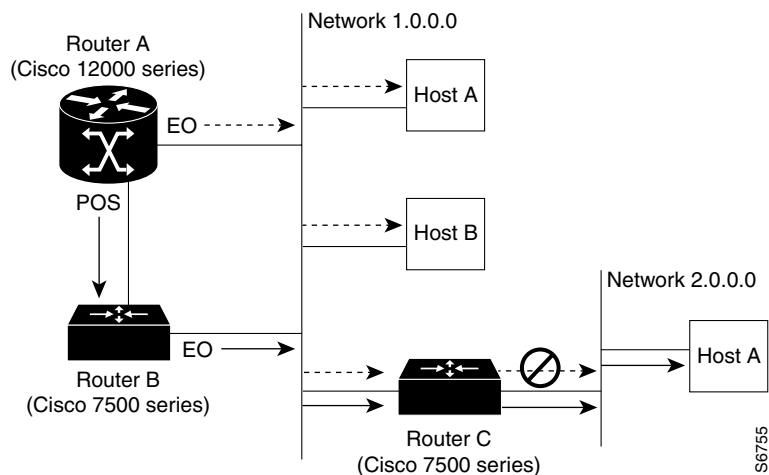 Network 1.0.0.0
Router A
(Cisco 12000 series)
EO
Host A
POS
Host B
Network 2.0.0.0
EO
Host A
Router B
(Cisco 7500 series)
Router C
(Cisco 7500 series)
S6755